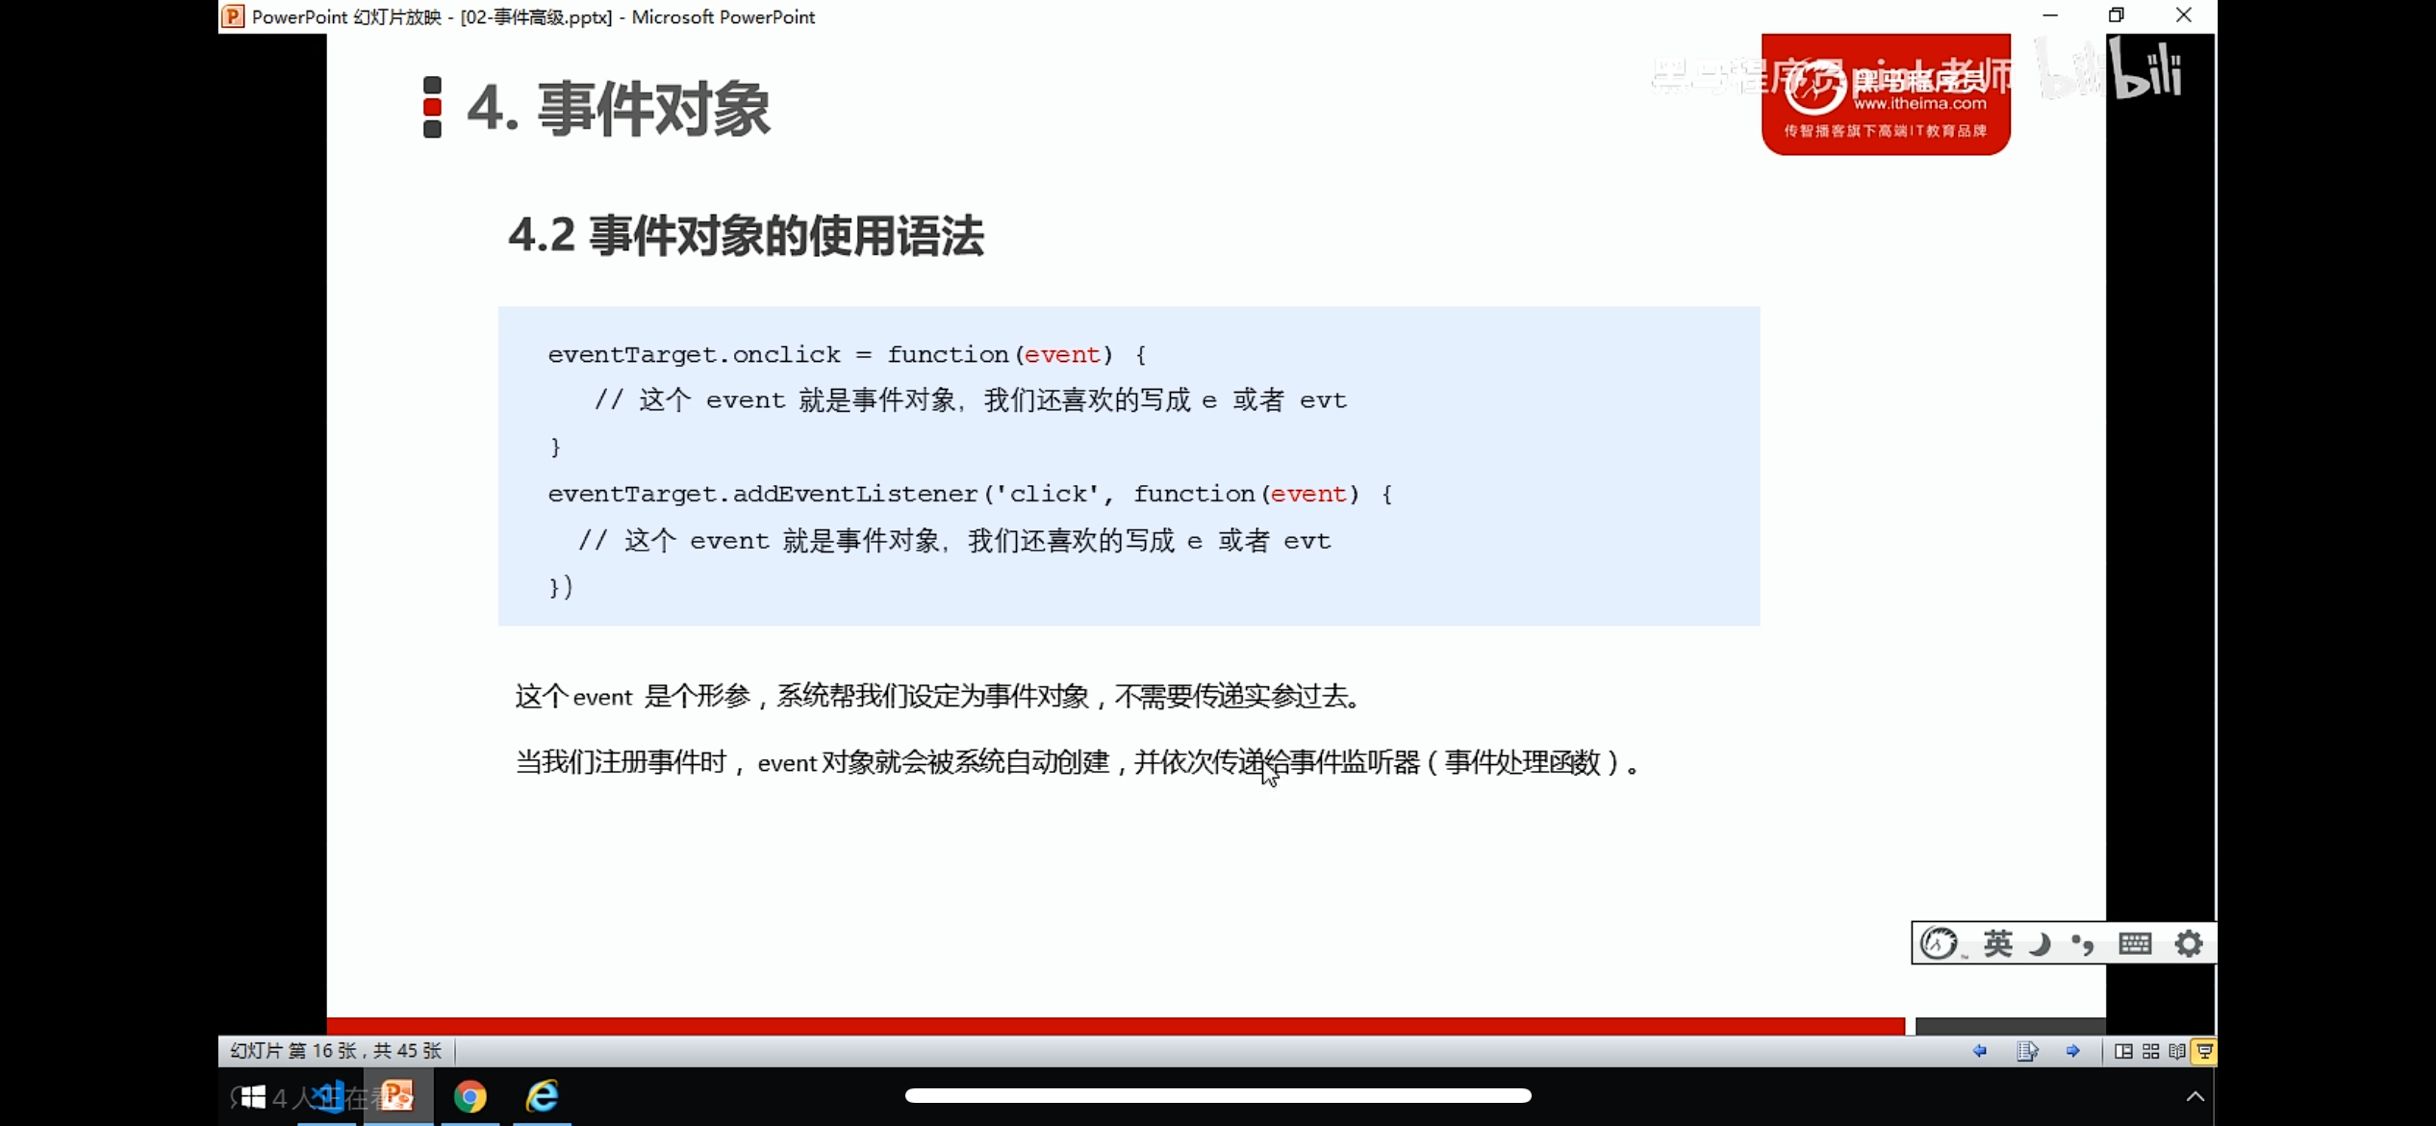 PowerPoint 幻灯片放映 - [02-事件高级.pptx] - Microsoft PowerPoint
黑马程序员pink老师
bilibili
黑马程序员
www.itheima.com
传智播客旗下高端IT教育品牌
4. 事件对象
4.2 事件对象的使用语法
eventTarget.onclick = function(event) {
// 这个 event 就是事件对象，我们还喜欢的写成 e 或者 evt
}
eventTarget.addEventListener('click', function(event) {
// 这个 event 就是事件对象，我们还喜欢的写成 e 或者 evt
})
这个event 是个形参，系统帮我们设定为事件对象，不需要传递实参过去。
当我们注册事件时，event对象就会被系统自动创建，并依次传递给事件监听器（事件处理函数）。
英
幻灯片 第 16 张，共 45 张
4人正在看